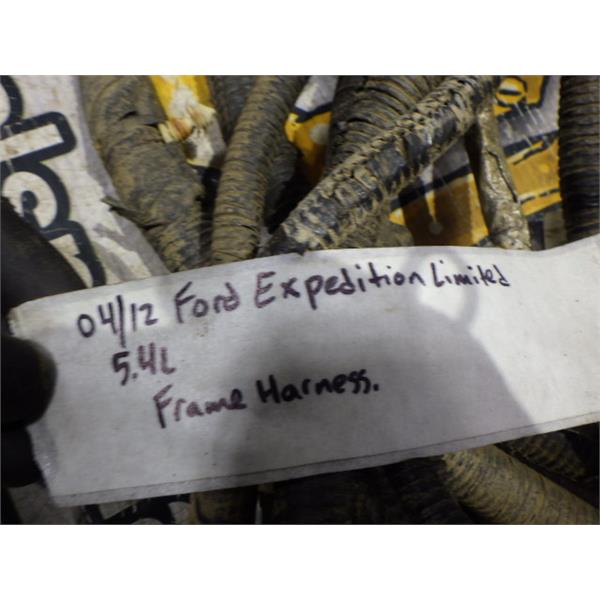 04/12 Ford Expedition Limited
5.4L
Frame Harness.